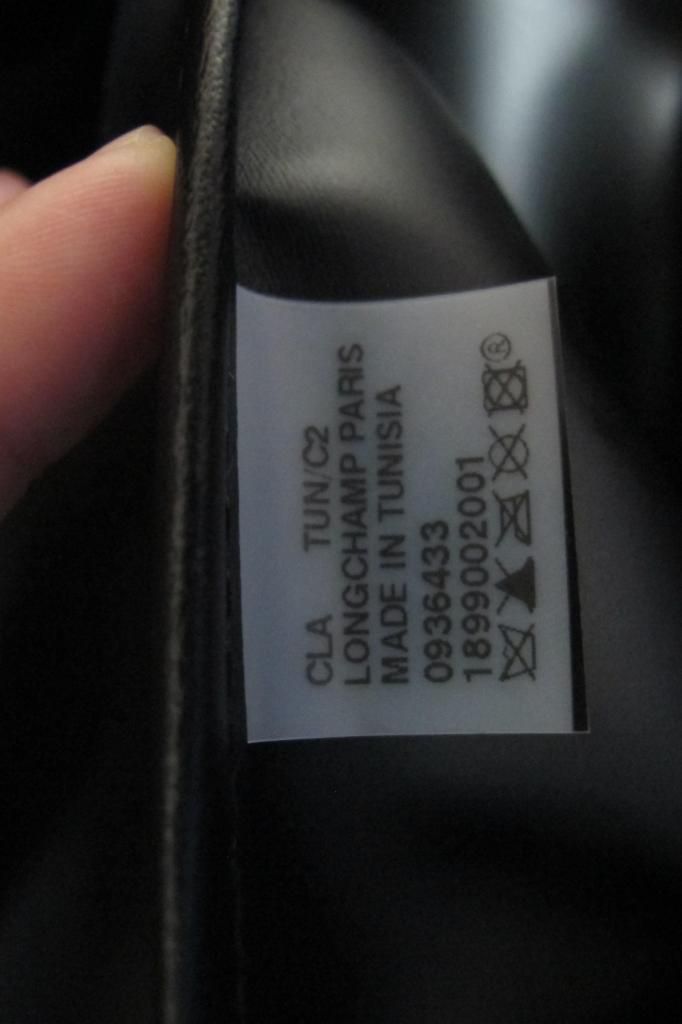 CLA TUN/C2
LONGCHAMP PARIS
MADE IN TUNISIA
0936433
1899002001
®